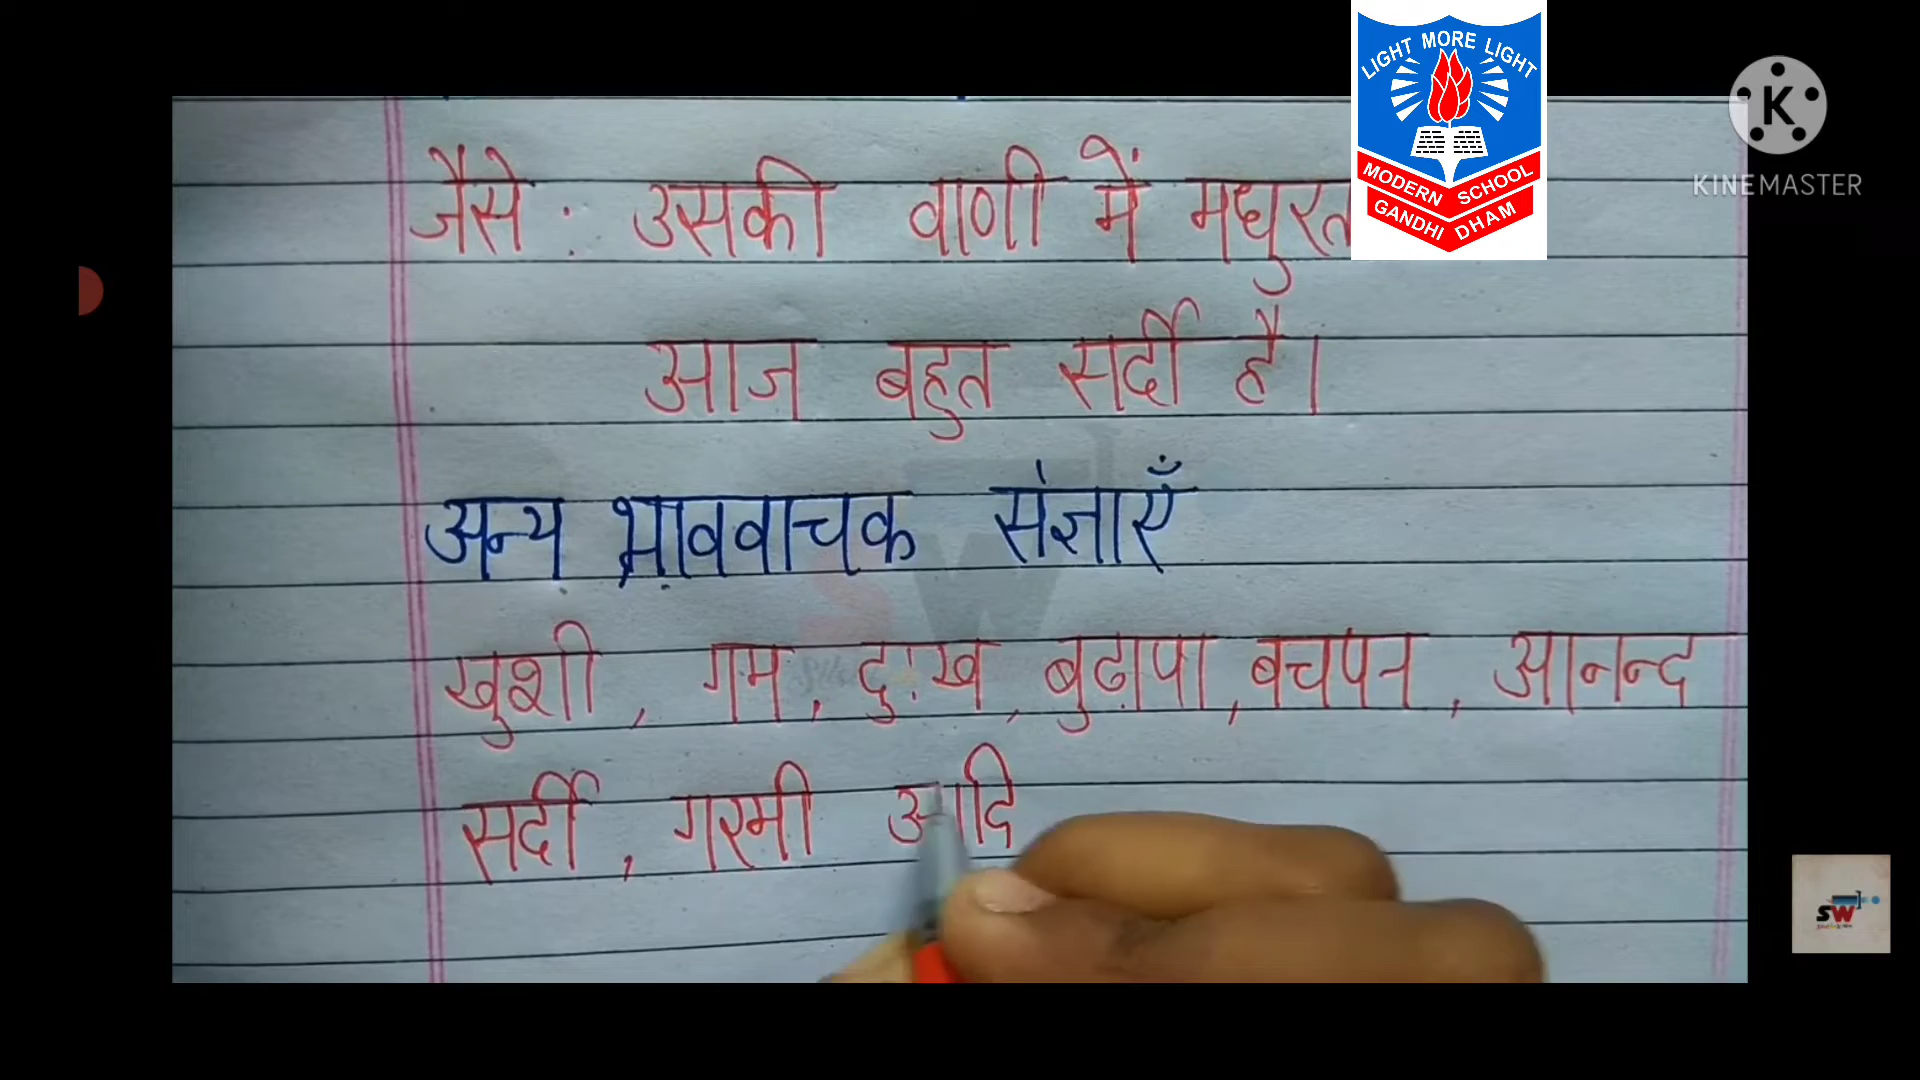 LIGHT MORE LIGHT
MODERN SCHOOL
GANDHI DHAM
K
KINEMASTER
जैसे : उसकी वाणी में मधुरत
आज बहुत सर्दी है।
अन्य भाववाचक संज्ञाएँ
खुशी, गम, दुःख, बुढ़ापा, बचपन, आनन्द
सर्दी, गरमी आदि
SW